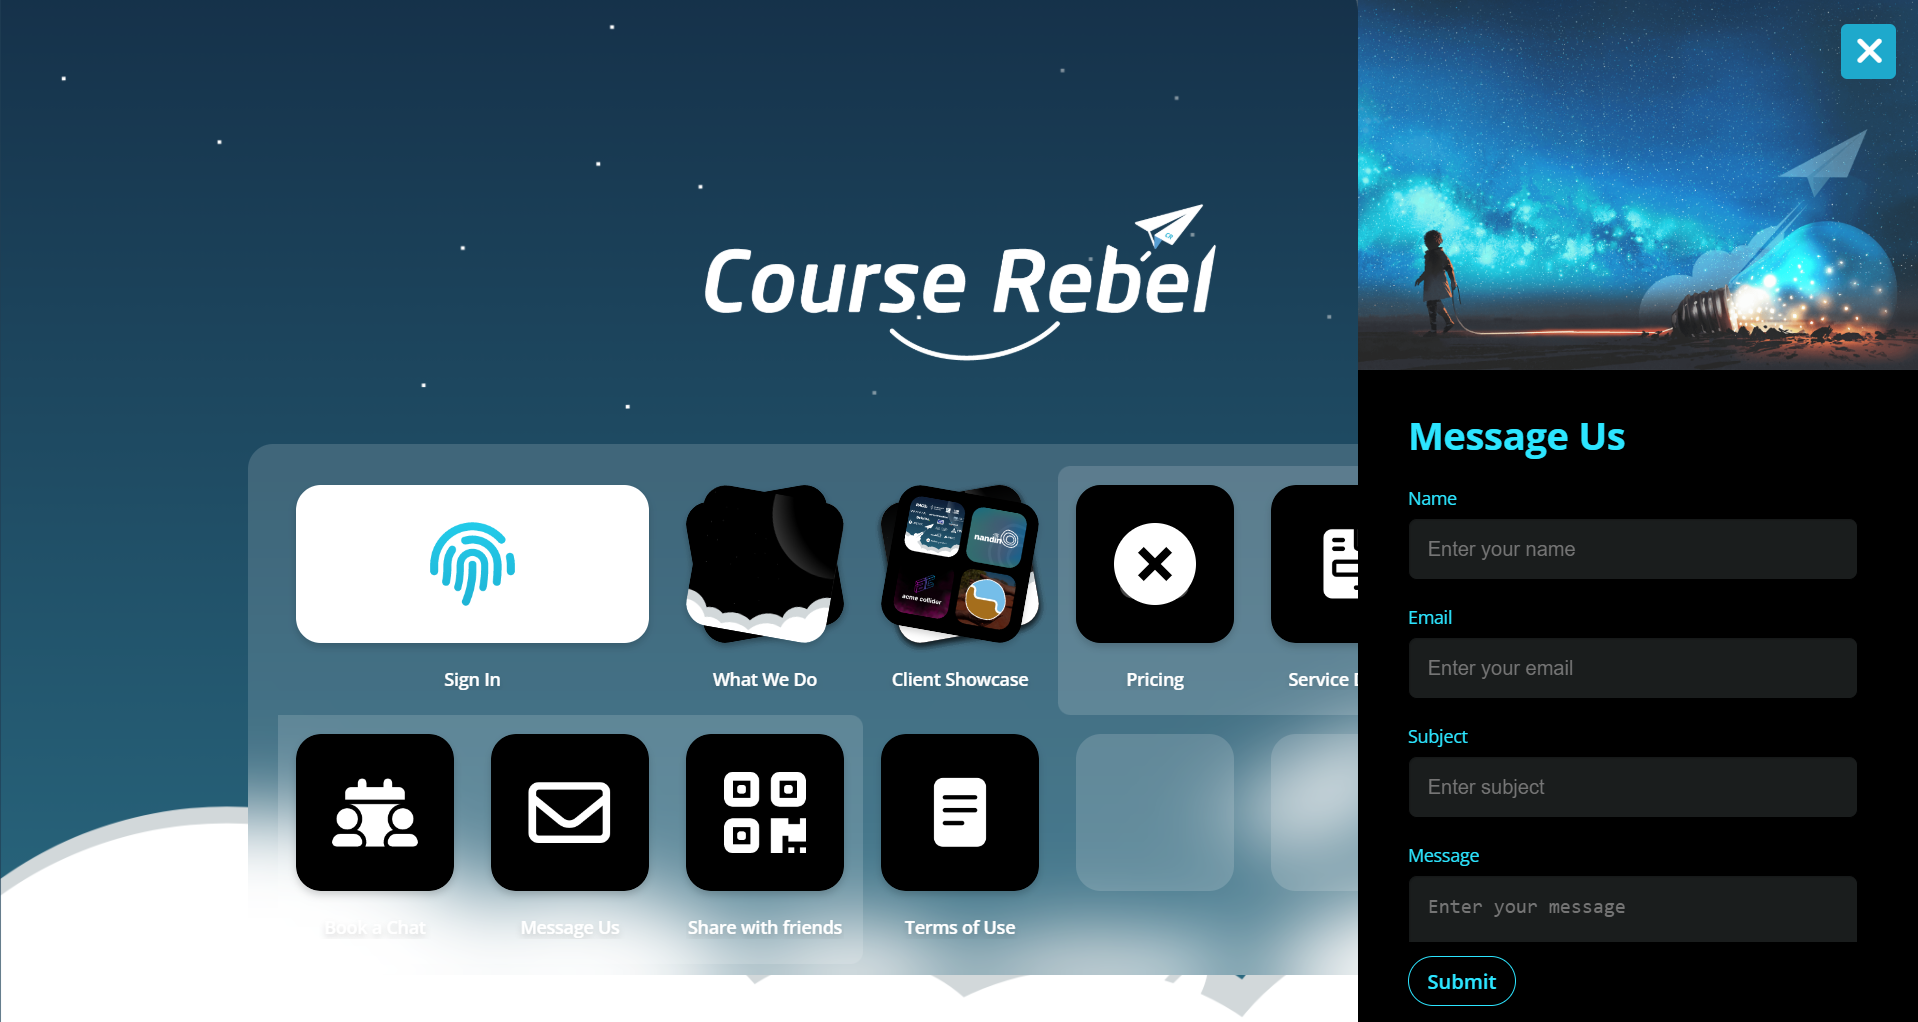 Course Rebel
CR
Sign In
What We Do
Client Showcase
nandin
acme collider
Pricing
Service
Book a Chat
Message Us
Share with friends
Terms of Use
Message Us
Name
Enter your name
Email
Enter your email
Subject
Enter subject
Message
Enter your message
Submit